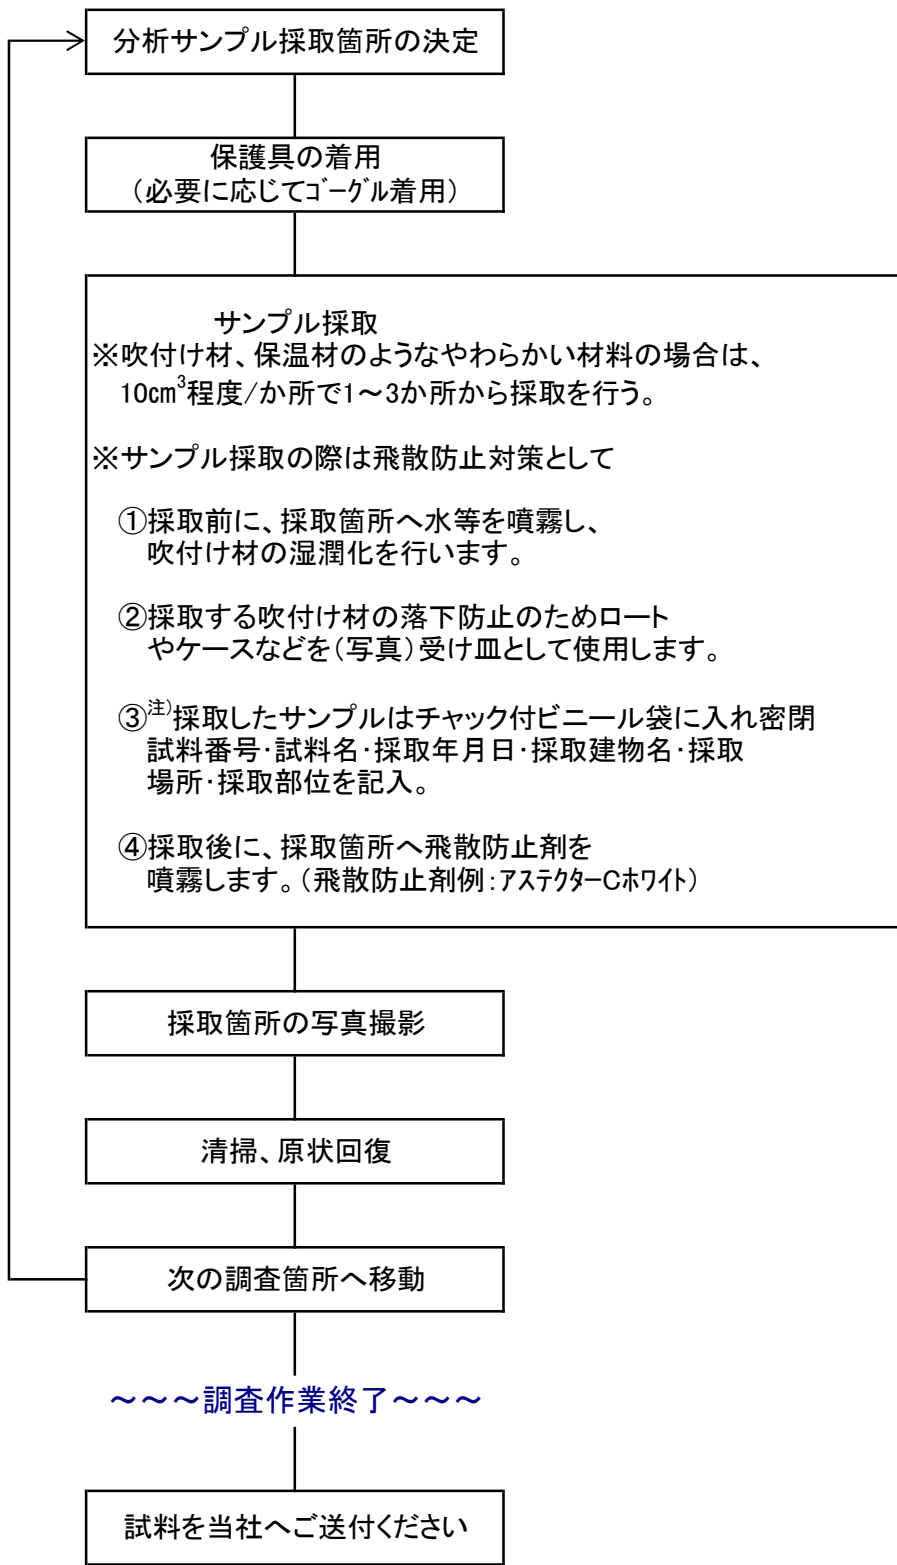 分析サンプル採取箇所の決定
保護具の着用
（必要に応じてｺﾞｰｸﾞﾙ着用）
サンプル採取
※吹付け材、保温材のようなやわらかい材料の場合は、
10cm³程度/か所で1～3か所から採取を行う。
※サンプル採取の際は飛散防止対策として
①採取前に、採取箇所へ水等を噴霧し、
吹付け材の湿潤化を行います。
②採取する吹付け材の落下防止のためロート
やケースなどを（写真）受け皿として使用します。
③注)採取したサンプルはチャック付ビニール袋に入れ密閉
試料番号･試料名･採取年月日･採取建物名･採取
場所･採取部位を記入。
④採取後に、採取箇所へ飛散防止剤を
噴霧します。（飛散防止剤例：ｱｽﾃｸﾀｰCﾎﾜｲﾄ）
採取箇所の写真撮影
清掃、原状回復
次の調査箇所へ移動
～～～調査作業終了～～～
試料を当社へご送付ください